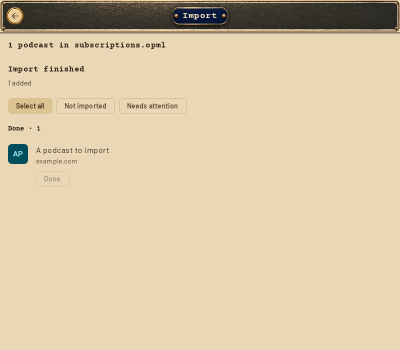 Import
1 podcast in subscriptions.opml
Import finished
1 added
Select all
Not imported
Needs attention
Done · 1
AP
A podcast to import
example.com
Done